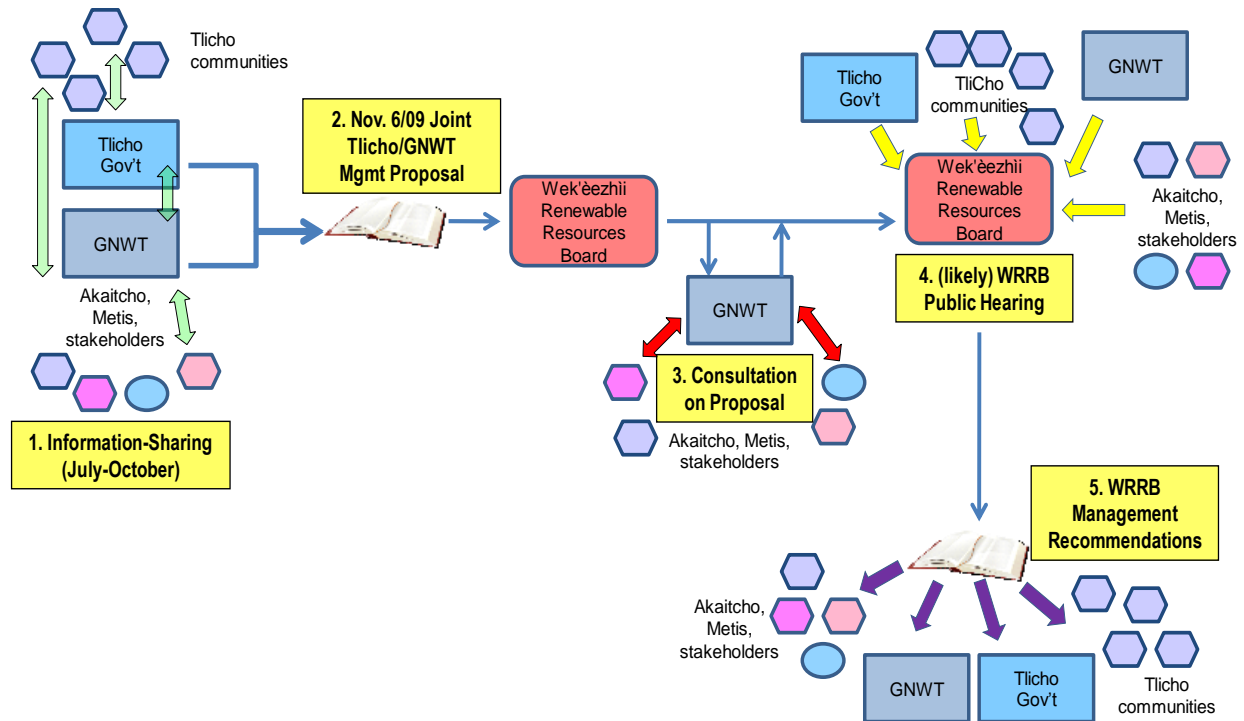 Tlicho
communities
Tlicho
Gov't
GNWT
Akaitcho,
Metis,
stakeholders
1. Information-Sharing
(July-October)
2. Nov. 6/09 Joint
Tlicho/GNWT
Mgmt Proposal
Wek'èezhìi
Renewable
Resources
Board
GNWT
3. Consultation
on Proposal
Akaitcho, Metis,
stakeholders
Tlicho
Gov't
TliCho
communities
GNWT
Wek'èezhìi
Renewable
Resources
Board
Akaitcho,
Metis,
stakeholders
4. (likely) WRRB
Public Hearing
5. WRRB
Management
Recommendations
Akaitcho,
Metis,
stakeholders
GNWT
Tlicho
Gov't
Tlicho
communities